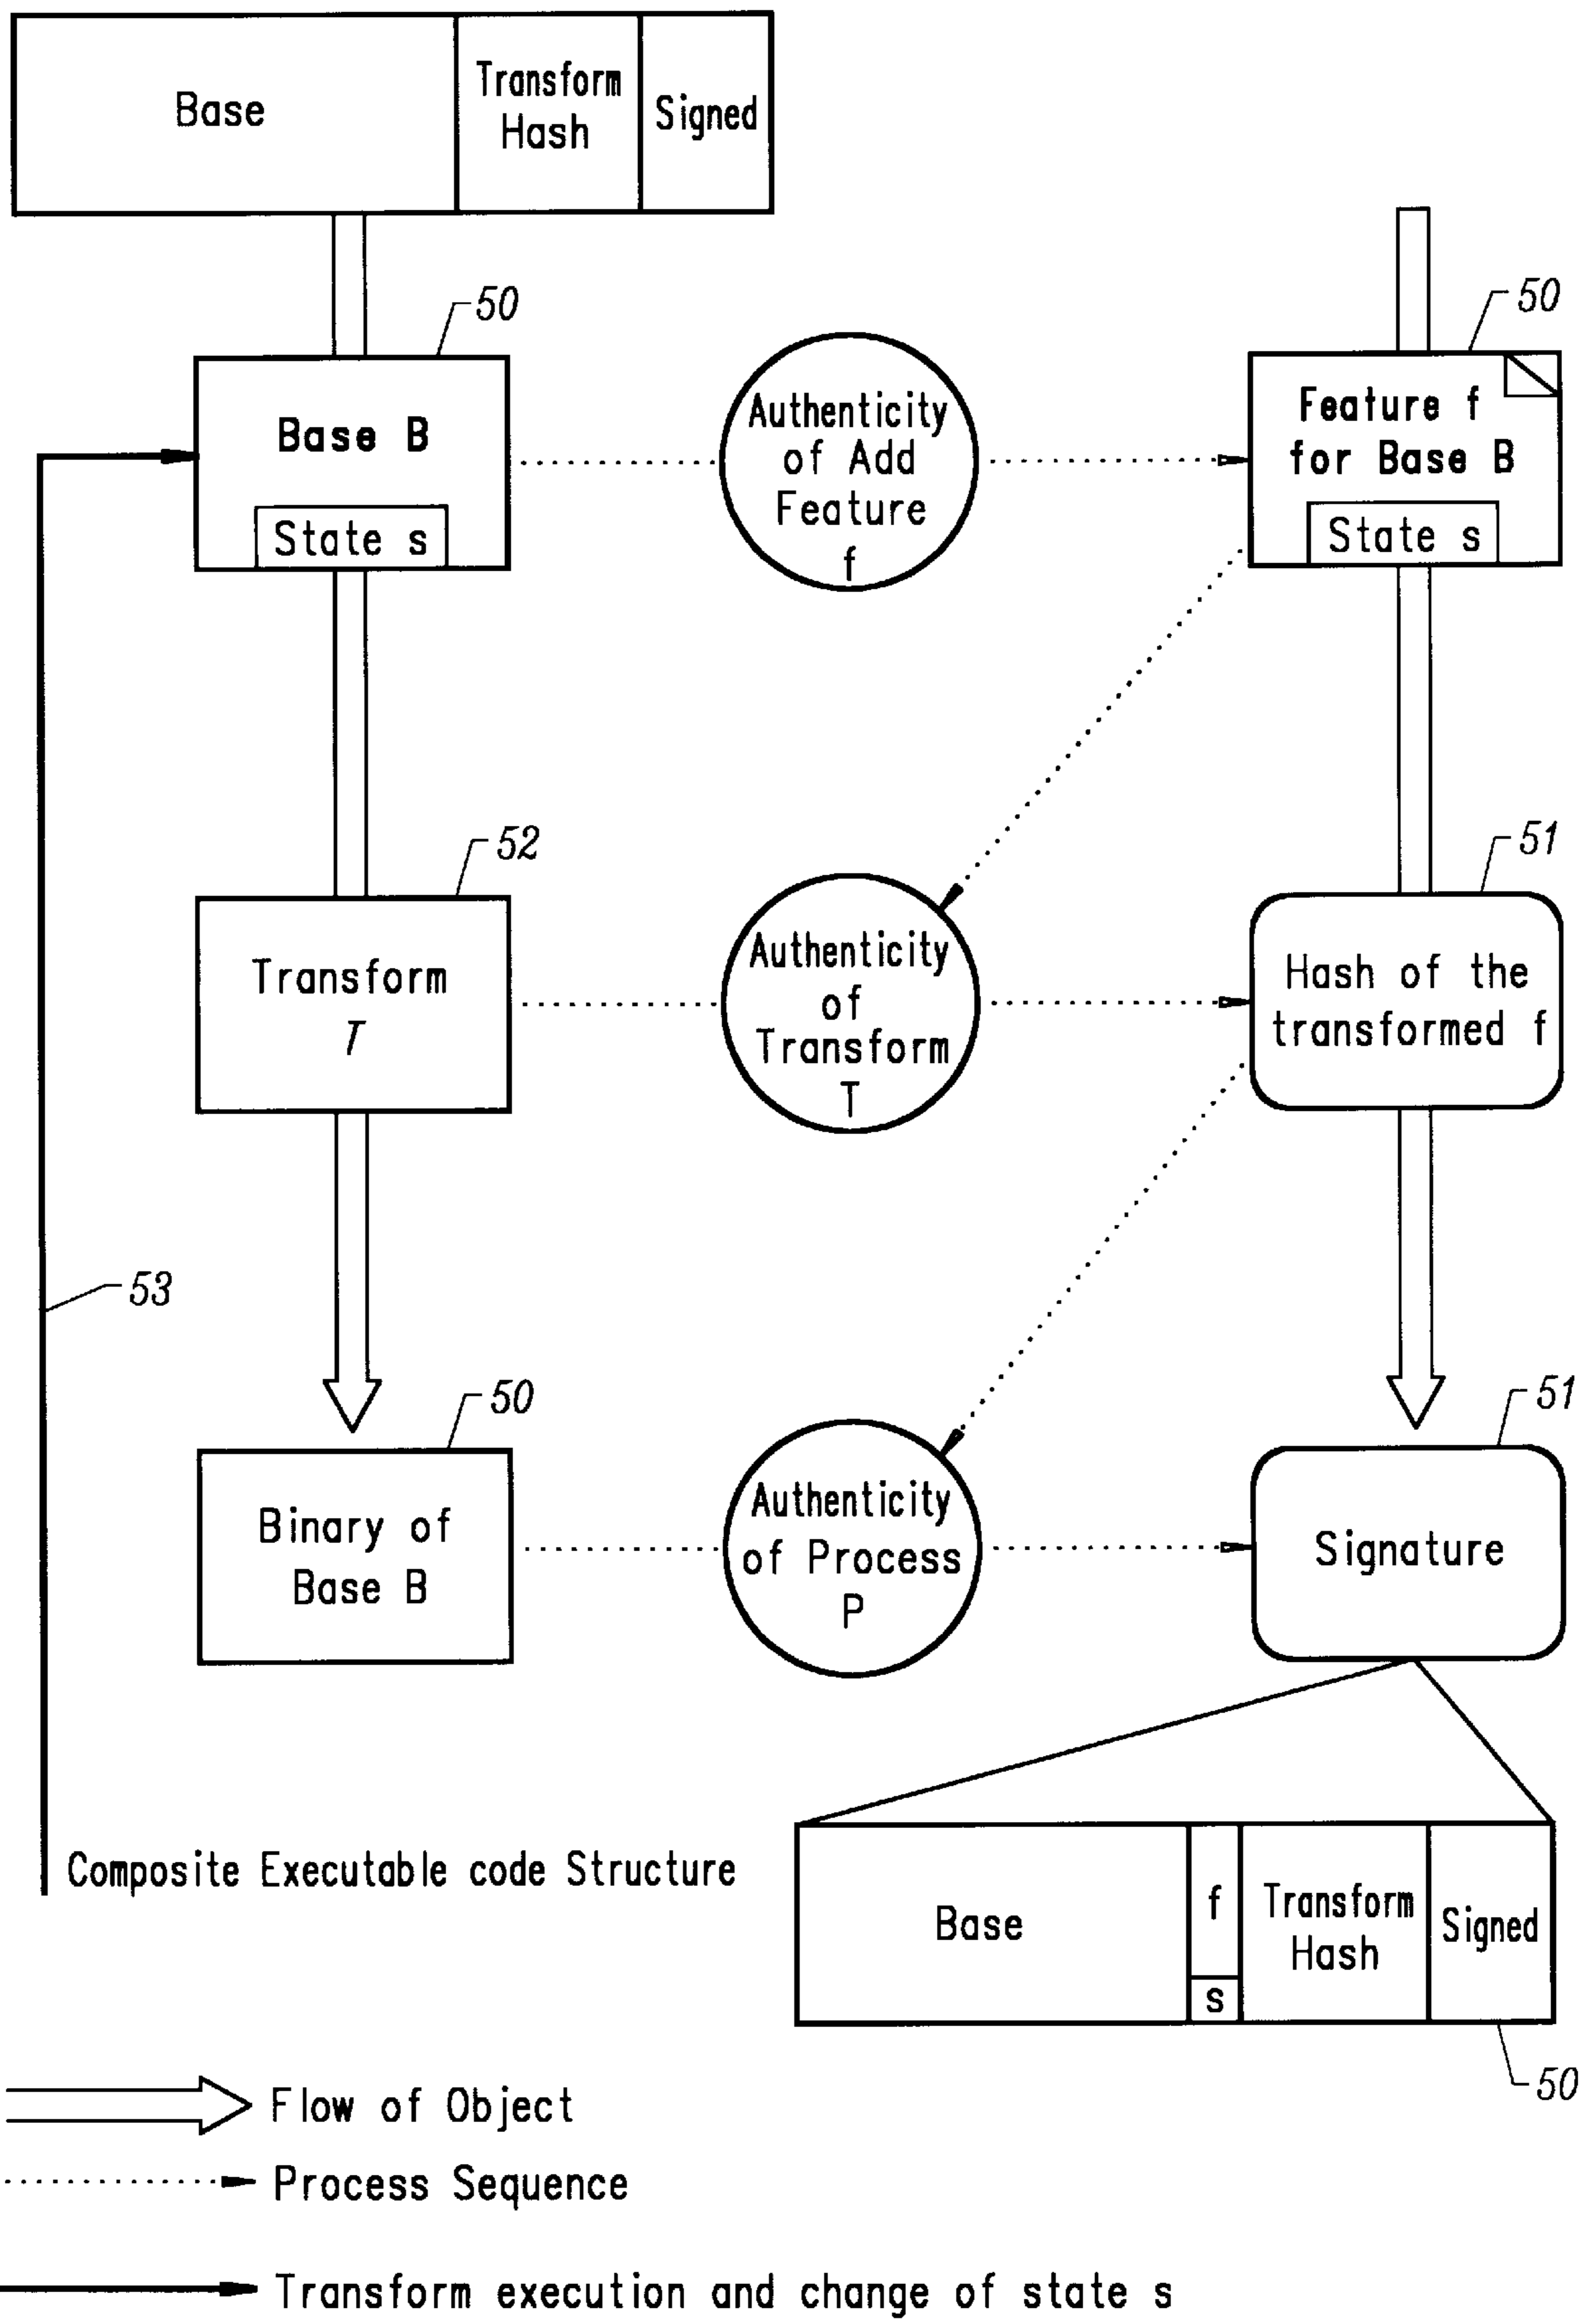 Base
Transform
Hash
Signed
50
50
Base B
State s
Authenticity
of Add
Feature
f
Feature f
for Base B
State s
52
51
Transform
T
Authenticity
of
Transform
T
Hash of the
transformed f
53
50
51
Binary of
Base B
Authenticity
of Process
P
Signature
Composite Executable code Structure
Base
f
s
Transform
Hash
Signed
50
Flow of Object
Process Sequence
Transform execution and change of state s